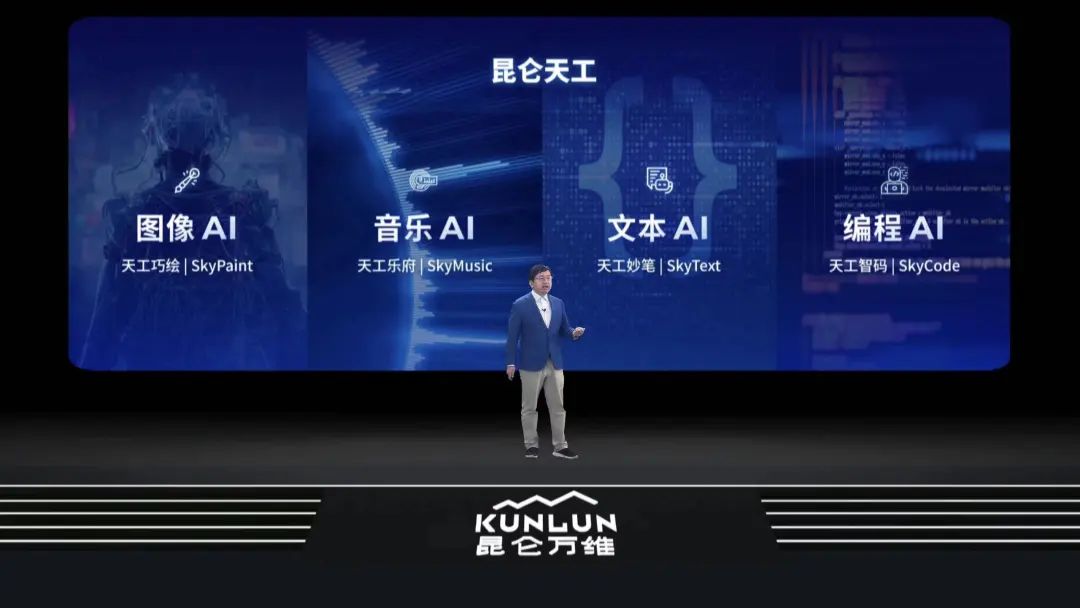 昆仑天工
图像 AI
天工巧绘 | SkyPaint
音乐 AI
天工乐府 | SkyMusic
文本 AI
天工妙笔 | SkyText
编程 AI
天工智码 | SkyCode
KUNLUN
昆仑万维